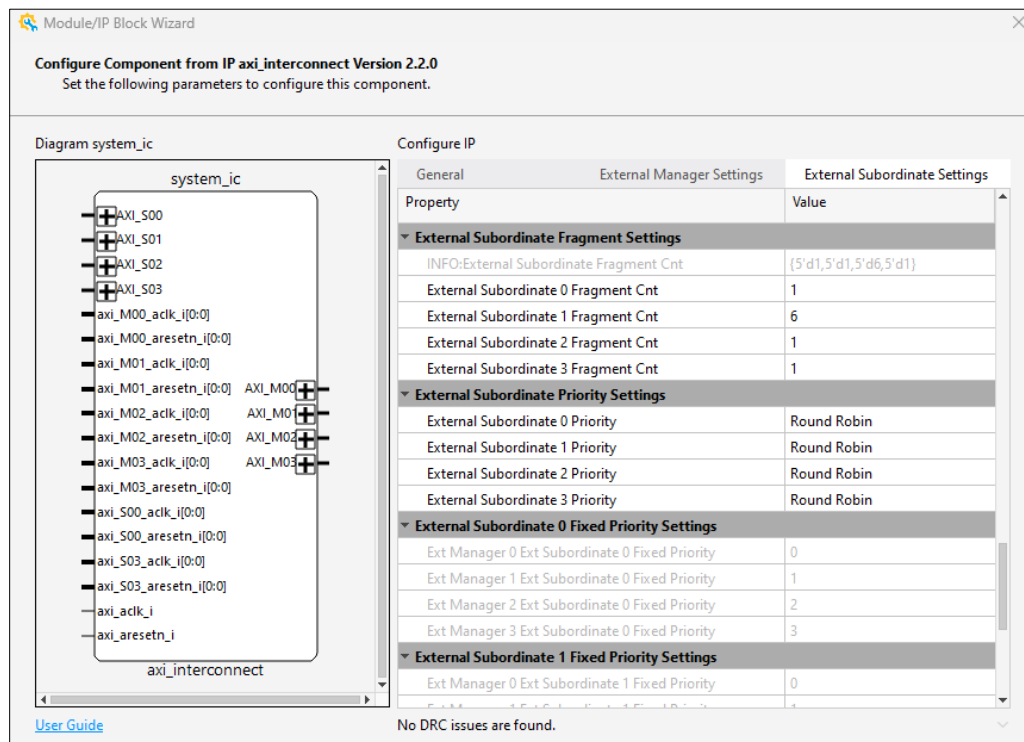 Module/IP Block Wizard
Configure Component from IP axi_interconnect Version 2.2.0
Set the following parameters to configure this component.
Diagram system_ic
system_ic
AXI_S00
AXI_S01
AXI_S02
AXI_S03
axi_M00_aclk_i[0:0]
axi_M00_aresetn_i[0:0]
axi_M01_aclk_i[0:0]
axi_M01_aresetn_i[0:0] AXI_M00
axi_M02_aclk_i[0:0] AXI_M01
axi_M02_aresetn_i[0:0] AXI_M02
axi_M03_aclk_i[0:0] AXI_M03
axi_M03_aresetn_i[0:0]
axi_S00_aclk_i[0:0]
axi_S00_aresetn_i[0:0]
axi_S03_aclk_i[0:0]
axi_S03_aresetn_i[0:0]
axi_aclk_i
axi_aresetn_i
axi_interconnect
User Guide
Configure IP
General External Manager Settings External Subordinate Settings
Property Value
External Subordinate Fragment Settings
INFO:External Subordinate Fragment Cnt {5'd1,5'd1,5'd6,5'd1}
External Subordinate 0 Fragment Cnt 1
External Subordinate 1 Fragment Cnt 6
External Subordinate 2 Fragment Cnt 1
External Subordinate 3 Fragment Cnt 1
External Subordinate Priority Settings
External Subordinate 0 Priority Round Robin
External Subordinate 1 Priority Round Robin
External Subordinate 2 Priority Round Robin
External Subordinate 3 Priority Round Robin
External Subordinate 0 Fixed Priority Settings
Ext Manager 0 Ext Subordinate 0 Fixed Priority 0
Ext Manager 1 Ext Subordinate 0 Fixed Priority 1
Ext Manager 2 Ext Subordinate 0 Fixed Priority 2
Ext Manager 3 Ext Subordinate 0 Fixed Priority 3
External Subordinate 1 Fixed Priority Settings
Ext Manager 0 Ext Subordinate 1 Fixed Priority 0
No DRC issues are found.